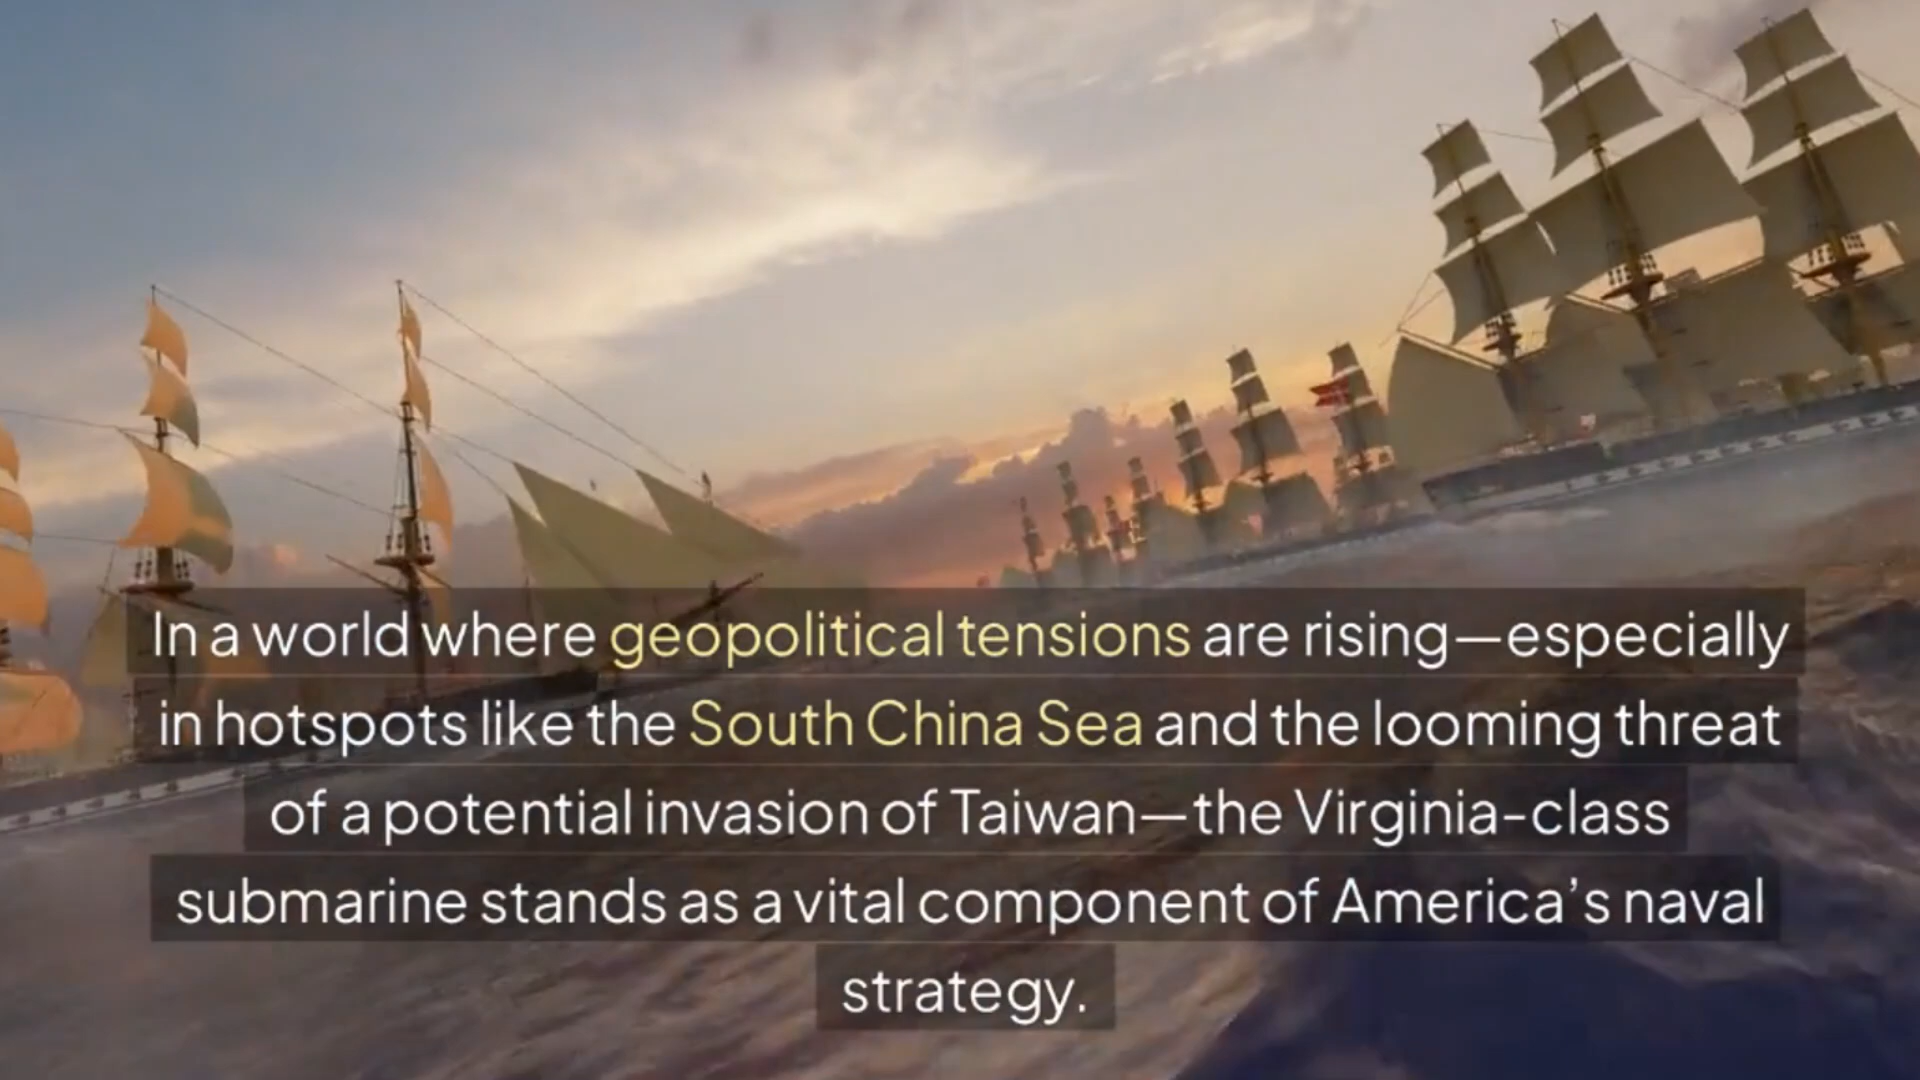 In a world where geopolitical tensions are rising—especially
in hotspots like the South China Sea and the looming threat
of a potential invasion of Taiwan—the Virginia-class
submarine stands as a vital component of America’s naval
strategy.